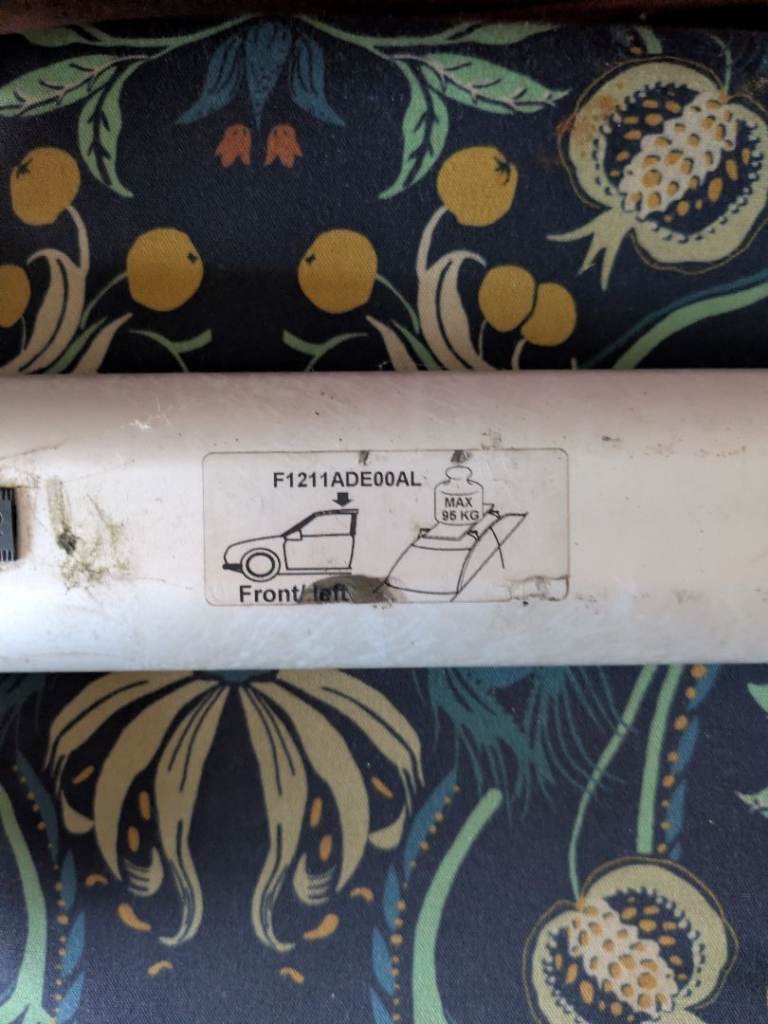 F1211ADE00AL
MAX
95 KG
Front/ left